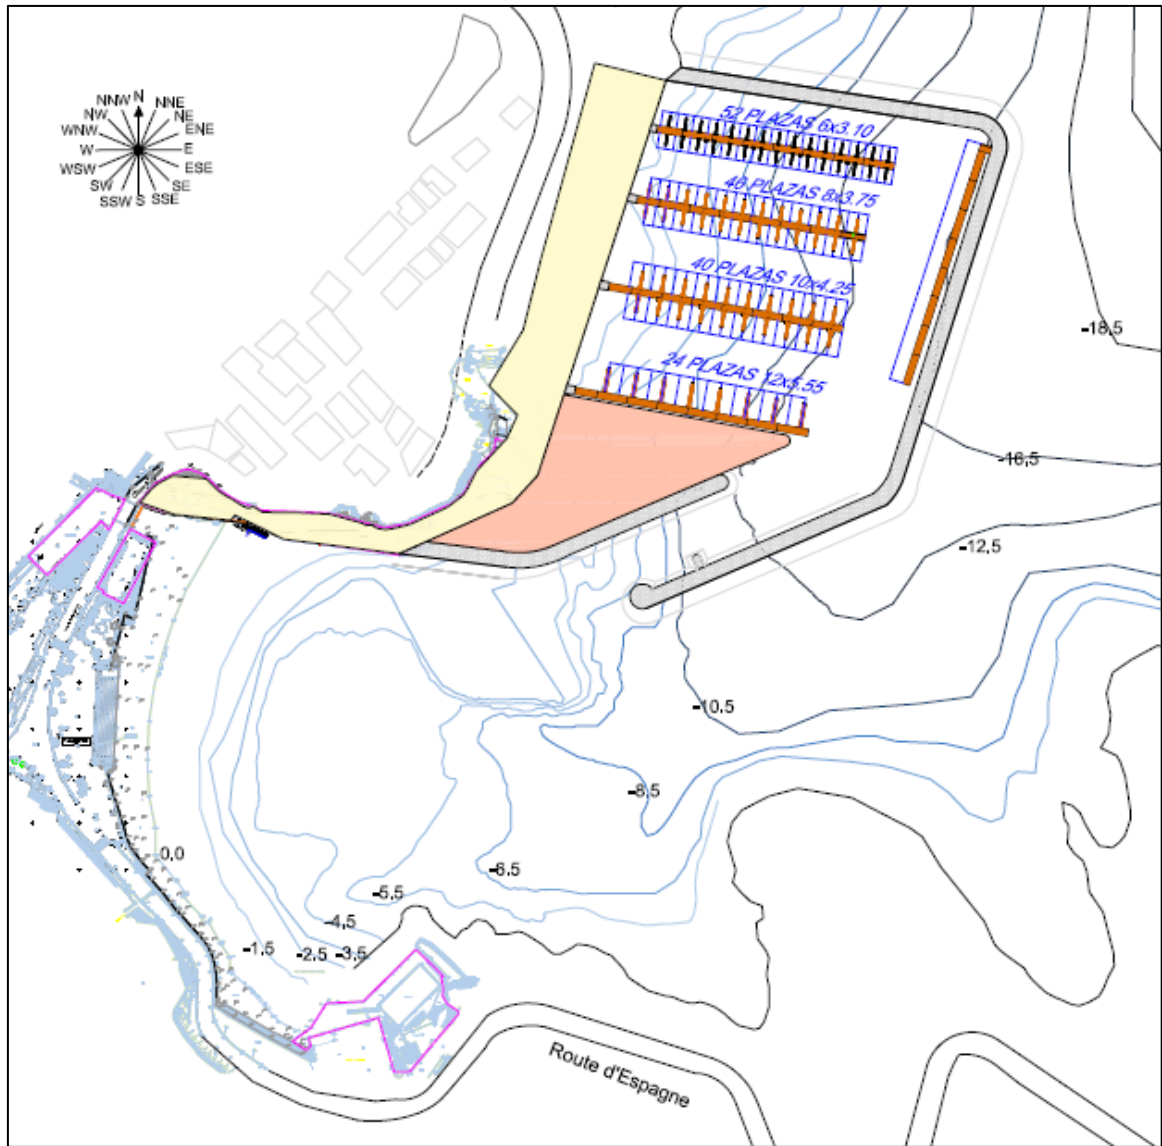 N
NNW
NNE
NW
NE
WNW
ENE
W
E
WSW
ESE
SW
SE
SSW
S
SSE
52 PLAZAS 6x3.10
48 PLAZAS 8x3.75
40 PLAZAS 10x4.25
24 PLAZAS 12x5.55
-18,5
-16,5
-12,5
-10.5
-8,5
-6.5
-5.5
-4,5
-3,5
-2.5
-1.5
0,0
Route d'Espagne